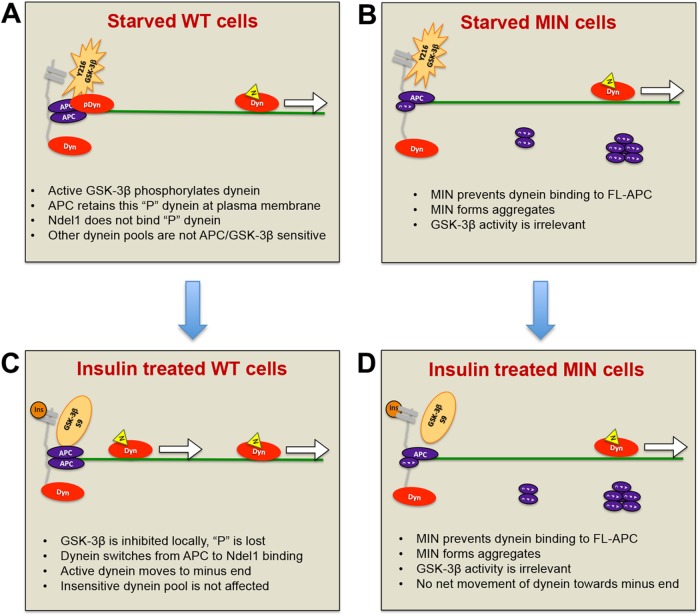 A
Starved WT cells
Y216
GSK-3β
APC
pDyn
APC
N
Dyn
Dyn
• Active GSK-3β phosphorylates dynein
• APC retains this “P” dynein at plasma membrane
• Ndel1 does not bind “P” dynein
• Other dynein pools are not APC/GSK-3β sensitive
B
Starved MIN cells
Y216
GSK-3β
APC
N
Dyn
Dyn
• MIN prevents dynein binding to FL-APC
• MIN forms aggregates
• GSK-3β activity is irrelevant
C
Insulin treated WT cells
Ins
GSK-3β
S9
APC
APC
N
Dyn
N
Dyn
Dyn
• GSK-3β is inhibited locally, “P” is lost
• Dynein switches from APC to Ndel1 binding
• Active dynein moves to minus end
• Insensitive dynein pool is not affected
D
Insulin treated MIN cells
Ins
GSK-3β
S9
APC
N
Dyn
Dyn
• MIN prevents dynein binding to FL-APC
• MIN forms aggregates
• GSK-3β activity is irrelevant
• No net movement of dynein towards minus end